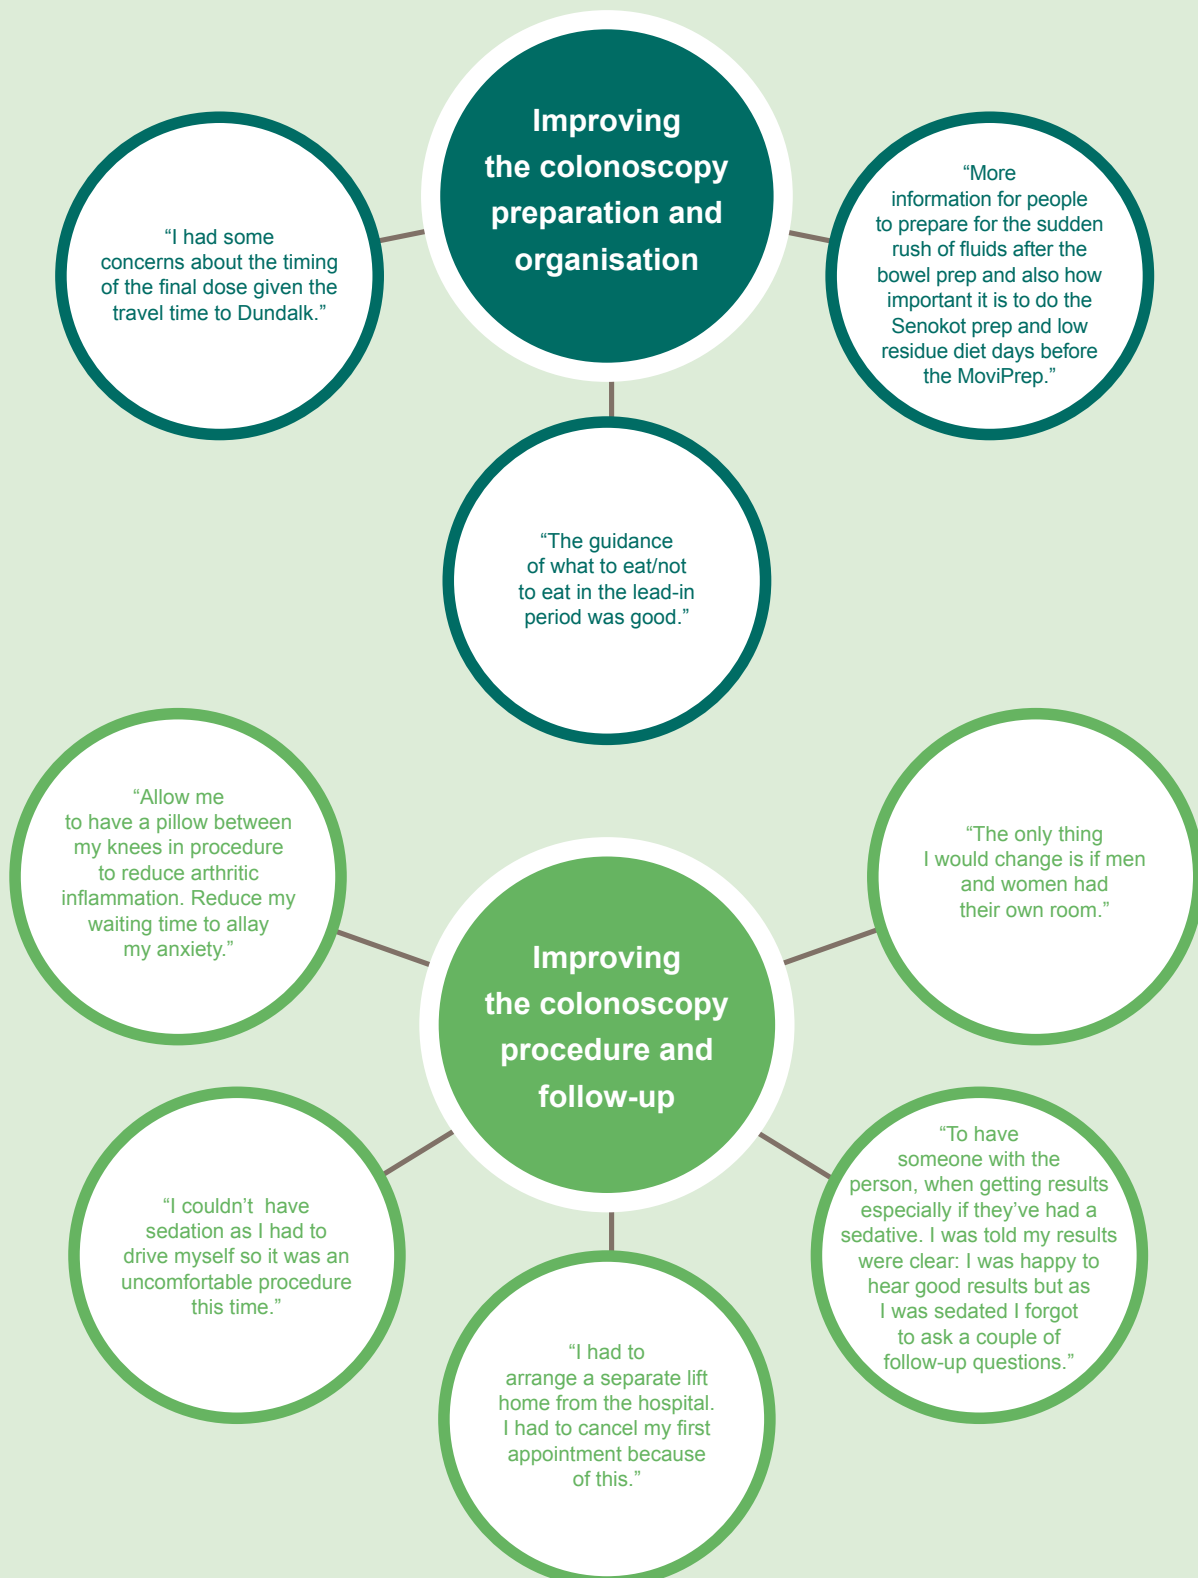 Improving
the colonoscopy
preparation and
organisation
“I had some
concerns about the timing
of the final dose given the
travel time to Dundalk.”
“More
information for people
to prepare for the sudden
rush of fluids after the
bowel prep and also how
important it is to do the
Senokot prep and low
residue diet days before
the MoviPrep.”
“The guidance
of what to eat/not
to eat in the lead-in
period was good.”
“Allow me
to have a pillow between
my knees in procedure
to reduce arthritic
inflammation. Reduce my
waiting time to allay
my anxiety.”
“The only thing
I would change is if men
and women had
their own room.”
Improving
the colonoscopy
procedure and
follow-up
“I couldn’t  have
sedation as I had to
drive myself so it was an
uncomfortable procedure
this time.”
“To have
someone with the
person, when getting results
especially if they’ve had a
sedative. I was told my results
were clear: I was happy to
hear good results but as
I was sedated I forgot
to ask a couple of
follow-up questions.”
“I had to
arrange a separate lift
home from the hospital.
I had to cancel my first
appointment because
of this.”